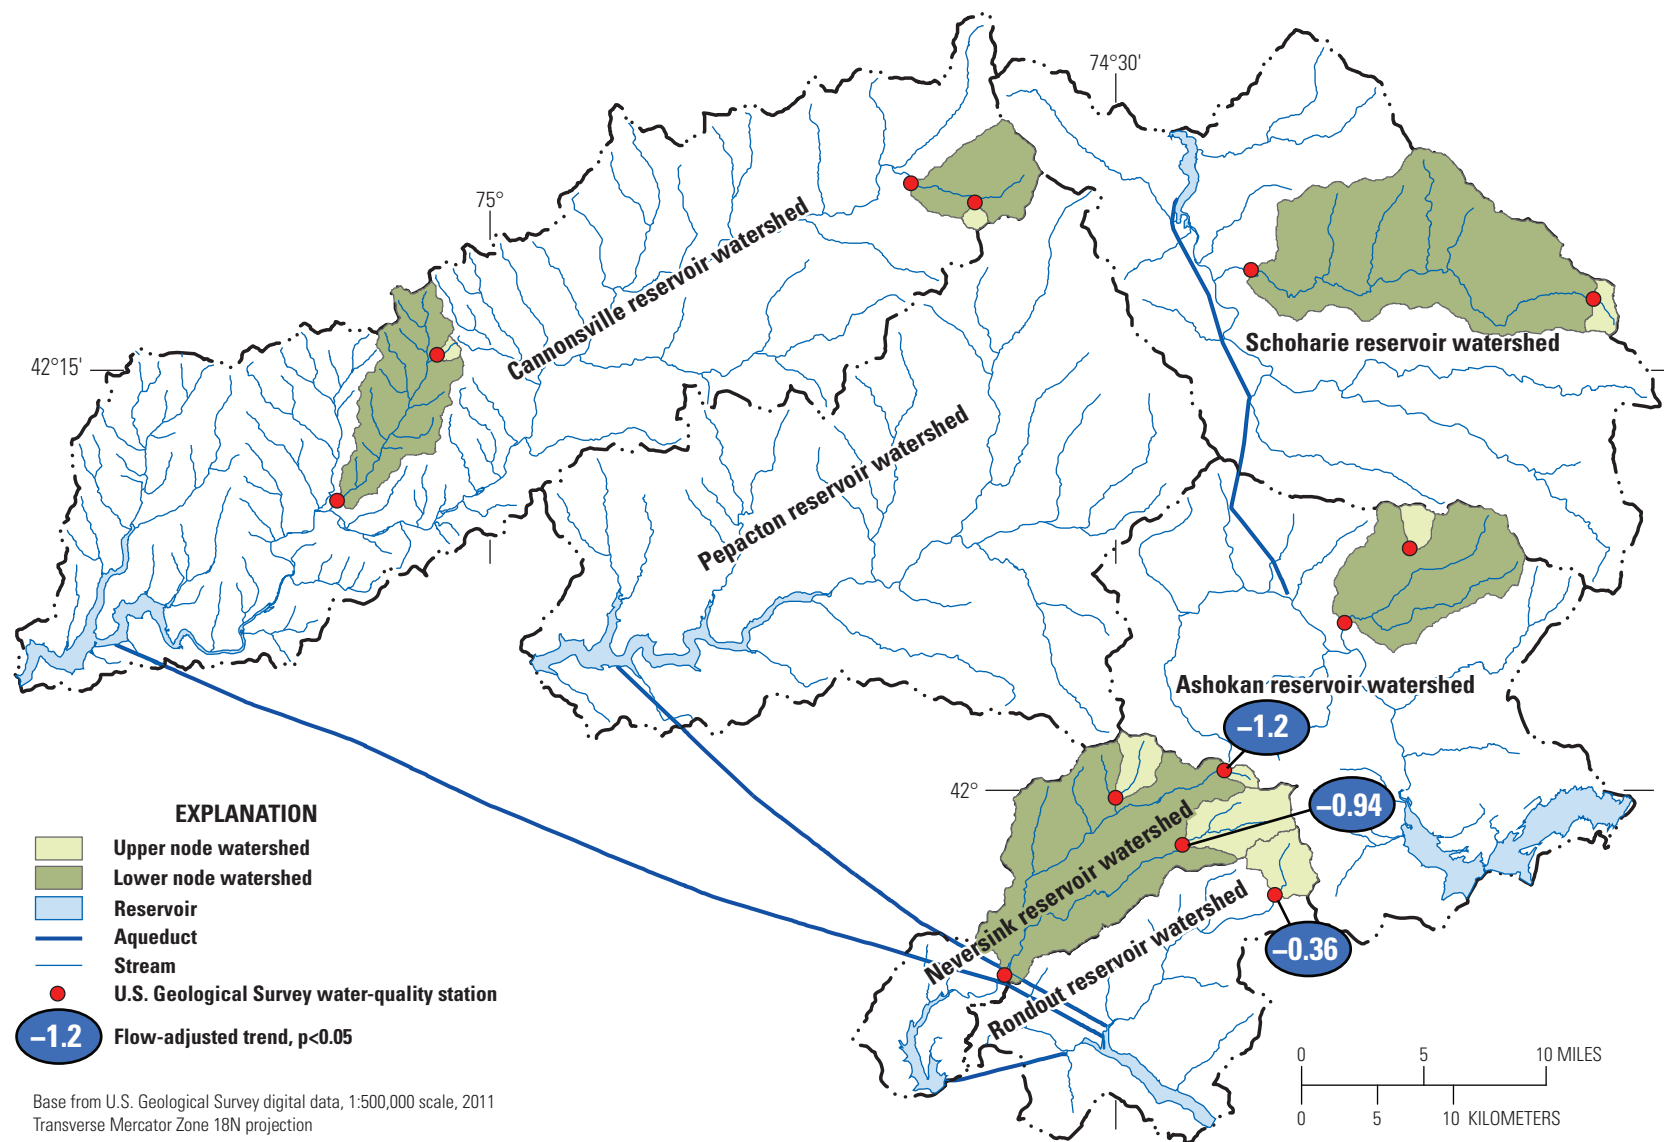 74°30'
75°
Cannonsville reservoir watershed
Schoharie reservoir watershed
42°15'
Pepacton reservoir watershed
Ashokan reservoir watershed
−1.2
42°
−0.94
Neversink reservoir watershed
Rondout reservoir watershed
−0.36
EXPLANATION
Upper node watershed
Lower node watershed
Reservoir
Aqueduct
Stream
U.S. Geological Survey water-quality station
−1.2 Flow-adjusted trend, p<0.05
0 5 10 MILES
0 5 10 KILOMETERS
Base from U.S. Geological Survey digital data, 1:500,000 scale, 2011
Transverse Mercator Zone 18N projection